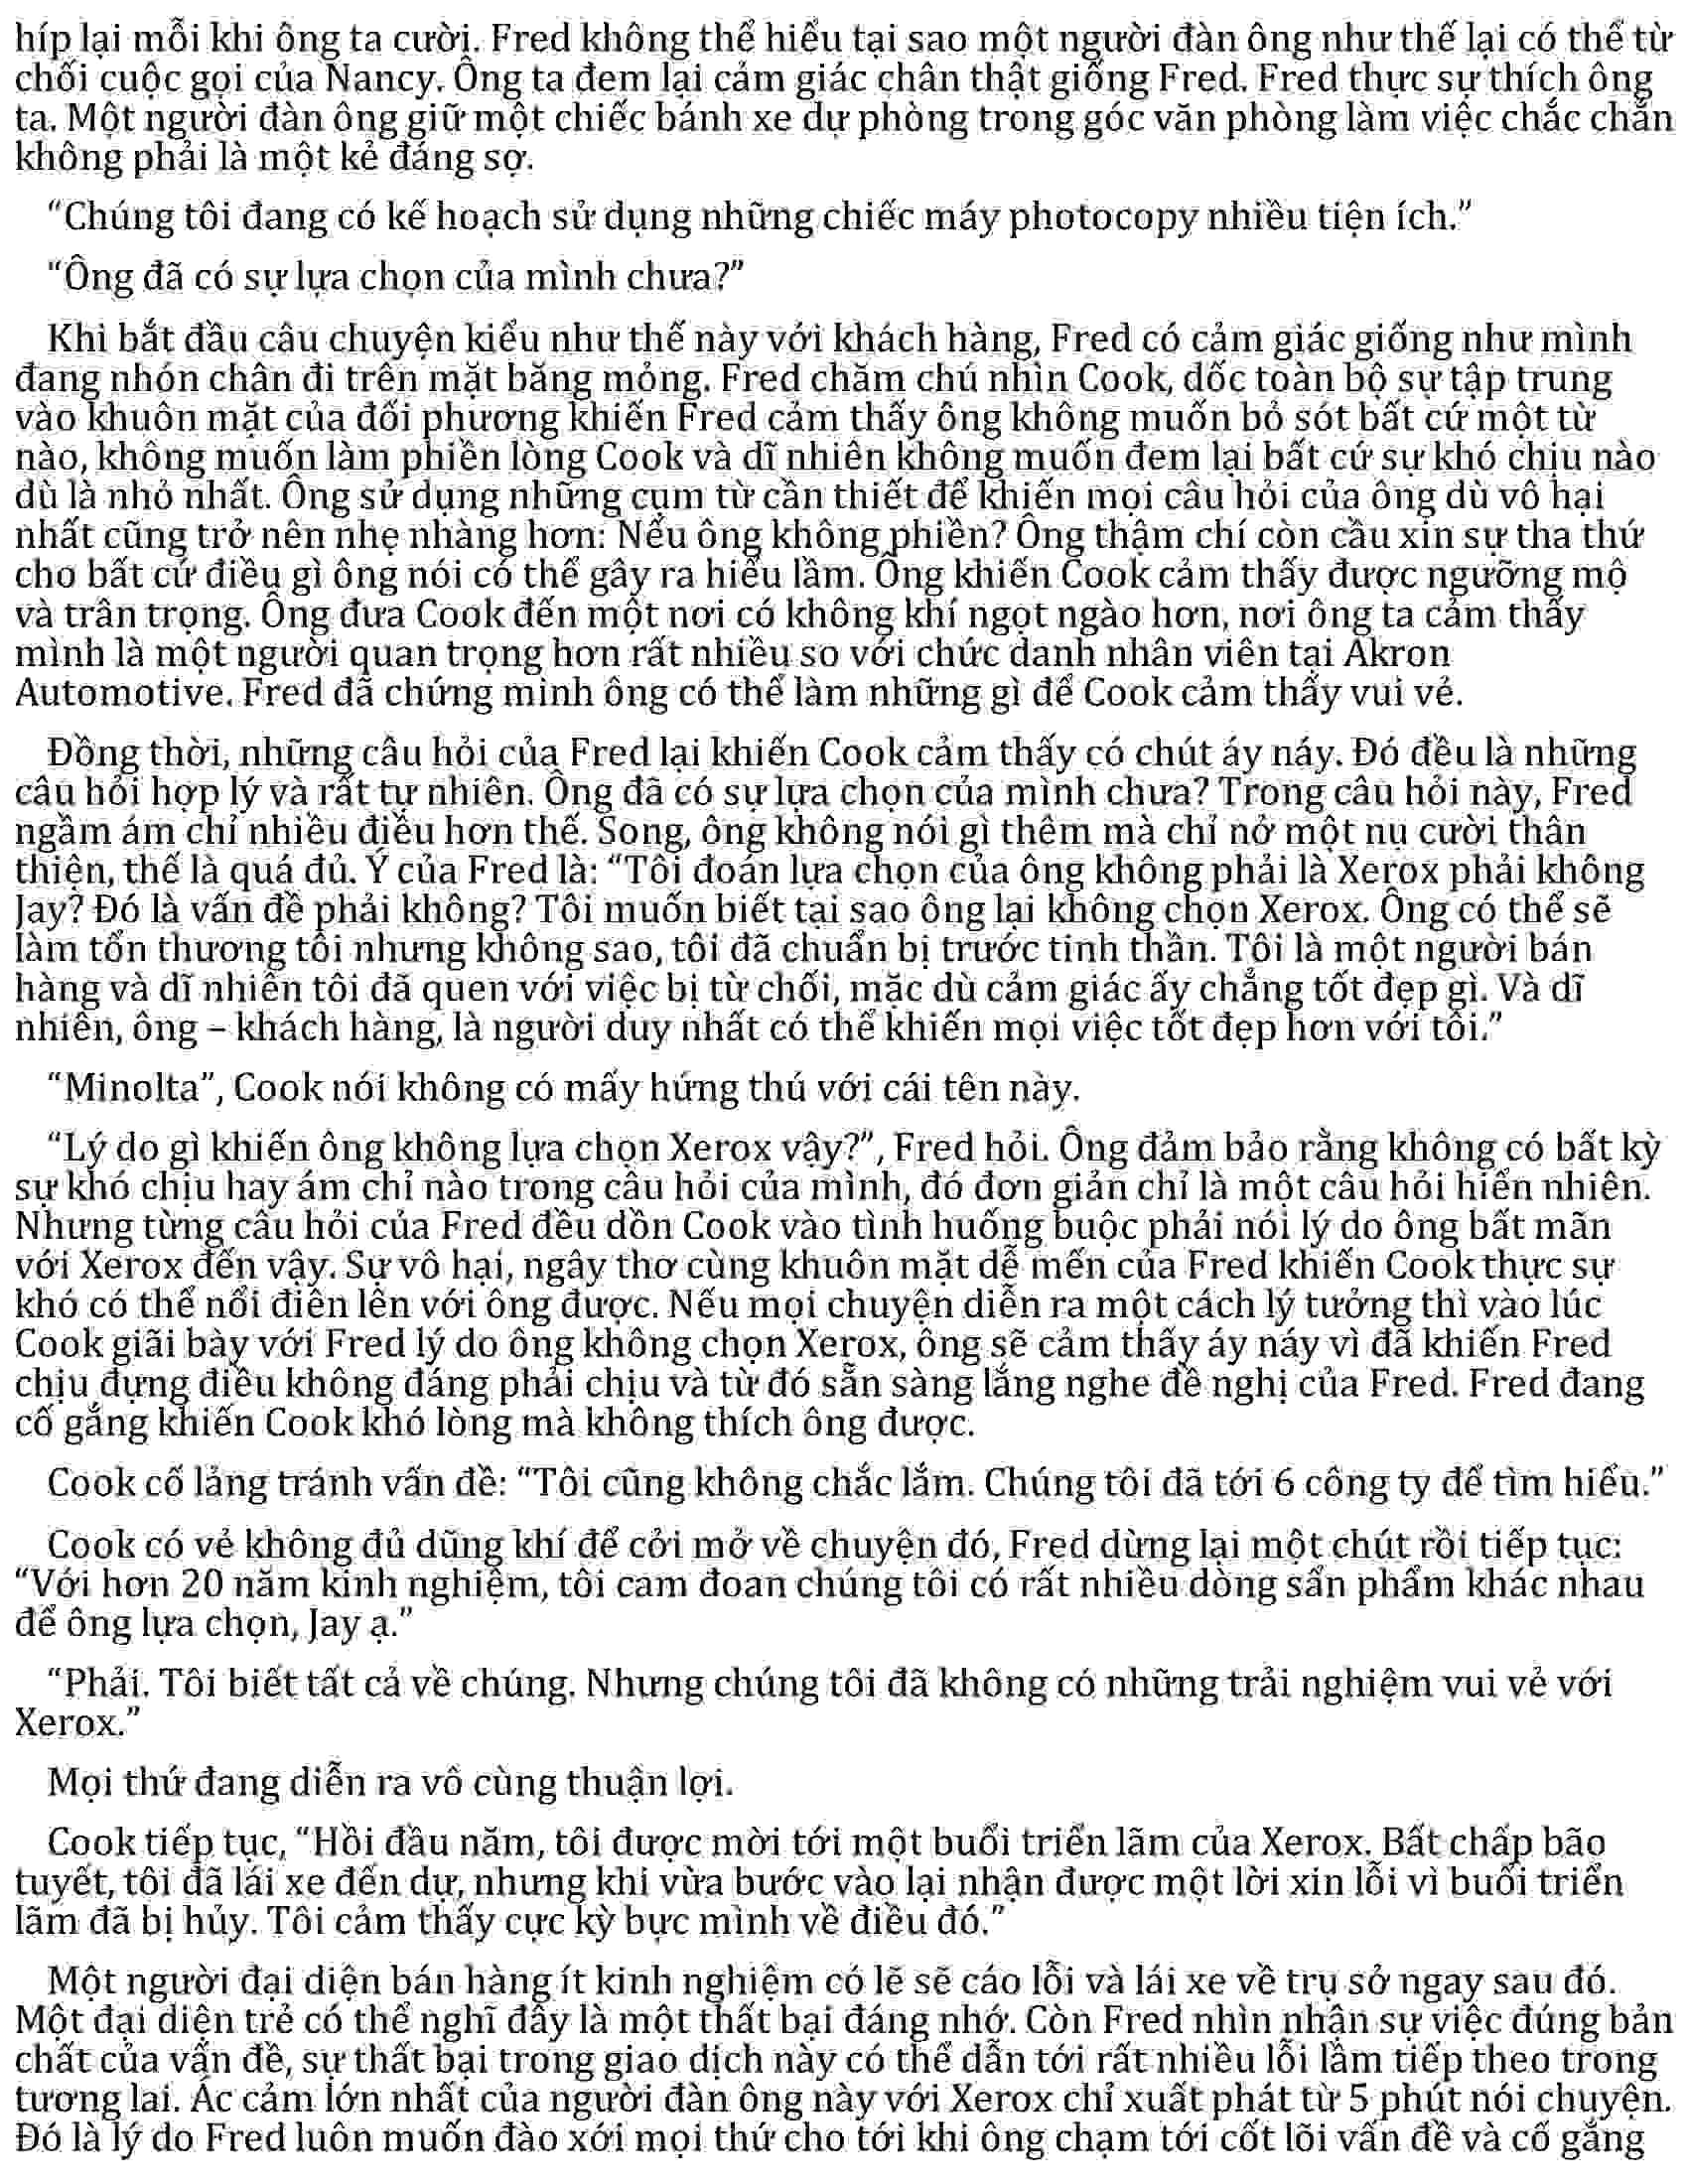 híp lại mỗi khi ông ta cười. Fred không thể hiểu tại sao một người đàn ông như thế lại có thể từ
chối cuộc gọi của Nancy. Ông ta đem lại cảm giác chân thật giống Fred. Fred thực sự thích ông
ta. Một người đàn ông giữ một chiếc bánh xe dự phòng trong góc văn phòng làm việc chắc chắn
không phải là một kẻ đáng sợ.
“Chúng tôi đang có kế hoạch sử dụng những chiếc máy photocopy nhiều tiện ích.”
“Ông đã có sự lựa chọn của mình chưa?”
Khi bắt đầu câu chuyện kiểu như thế này với khách hàng, Fred có cảm giác giống như mình
đang nhón chân đi trên mặt băng mỏng. Fred chăm chú nhìn Cook, dốc toàn bộ sự tập trung
vào khuôn mặt của đối phương khiến Fred cảm thấy ông không muốn bỏ sót bất cứ một từ
nào, không muốn làm phiền lòng Cook và dĩ nhiên không muốn đem lại bất cứ sự khó chịu nào
dù là nhỏ nhất. Ông sử dụng những cụm từ cần thiết để khiến mọi câu hỏi của ông dù vô hại
nhất cũng trở nên nhẹ nhàng hơn: Nếu ông không phiền? Ông thậm chí còn cầu xin sự tha thứ
cho bất cứ điều gì ông nói có thể gây ra hiểu lầm. Ông khiến Cook cảm thấy được ngưỡng mộ
và trân trọng. Ông đưa Cook đến một nơi có không khí ngọt ngào hơn, nơi ông ta cảm thấy
mình là một người quan trọng hơn rất nhiều so với chức danh nhân viên tại Akron
Automotive. Fred đã chứng minh ông có thể làm những gì để Cook cảm thấy vui vẻ.
Đồng thời, những câu hỏi của Fred lại khiến Cook cảm thấy có chút áy náy. Đó đều là những
câu hỏi hợp lý và rất tự nhiên. Ông đã có sự lựa chọn của mình chưa? Trong câu hỏi này, Fred
ngầm ám chỉ nhiều điều hơn thế. Song, ông không nói gì thêm mà chỉ nở một nụ cười thân
thiện, thế là quá đủ. Ý của Fred là: “Tôi đoán lựa chọn của ông không phải là Xerox phải không
Jay? Đó là vấn đề phải không? Tôi muốn biết tại sao ông lại không chọn Xerox. Ông có thể sẽ
làm tổn thương tôi nhưng không sao, tôi đã chuẩn bị trước tinh thần. Tôi là một người bán
hàng và dĩ nhiên tôi đã quen với việc bị từ chối, mặc dù cảm giác ấy chẳng tốt đẹp gì. Và dĩ
nhiên, ông – khách hàng, là người duy nhất có thể khiến mọi việc tốt đẹp hơn với tôi.”
“Minolta”, Cook nói không có mấy hứng thú với cái tên này.
“Lý do gì khiến ông không lựa chọn Xerox vậy?”, Fred hỏi. Ông đảm bảo rằng không có bất kỳ
sự khó chịu hay ám chỉ nào trong câu hỏi của mình, đó đơn giản chỉ là một câu hỏi hiển nhiên.
Nhưng từng câu hỏi của Fred đều dồn Cook vào tình huống buộc phải nói lý do ông bất mãn
với Xerox đến vậy. Sự vô hại, ngây thơ cùng khuôn mặt dễ mến của Fred khiến Cook thực sự
khó có thể nổi điên lên với ông được. Nếu mọi chuyện diễn ra một cách lý tưởng thì vào lúc
Cook giãi bày với Fred lý do ông không chọn Xerox, ông sẽ cảm thấy áy náy vì đã khiến Fred
chịu đựng điều không đáng phải chịu và từ đó sẵn sàng lắng nghe đề nghị của Fred. Fred đang
cố gắng khiến Cook khó lòng mà không thích ông được.
Cook cố lảng tránh vấn đề: “Tôi cũng không chắc lắm. Chúng tôi đã tới 6 công ty để tìm hiểu.”
Cook có vẻ không đủ dũng khí để cởi mở về chuyện đó, Fred dừng lại một chút rồi tiếp tục:
“Với hơn 20 năm kinh nghiệm, tôi cam đoan chúng tôi có rất nhiều dòng sẩn phẩm khác nhau
để ông lựa chọn, Jay ạ.”
“Phải. Tôi biết tất cả về chúng. Nhưng chúng tôi đã không có những trải nghiệm vui vẻ với
Xerox.”
Mọi thứ đang diễn ra vô cùng thuận lợi.
Cook tiếp tục, “Hồi đầu năm, tôi được mời tới một buổi triển lãm của Xerox. Bất chấp bão
tuyết, tôi đã lái xe đến dự, nhưng khi vừa bước vào lại nhận được một lời xin lỗi vì buổi triển
lãm đã bị hủy. Tôi cảm thấy cực kỳ bực mình về điều đó.”
Một người đại diện bán hàng ít kinh nghiệm có lẽ sẽ cáo lỗi và lái xe về trụ sở ngay sau đó.
Một đại diện trẻ có thể nghĩ đây là một thất bại đáng nhớ. Còn Fred nhìn nhận sự việc đúng bản
chất của vấn đề, sự thất bại trong giao dịch này có thể dẫn tới rất nhiều lỗi lầm tiếp theo trong
tương lai. Ác cảm lớn nhất của người đàn ông này với Xerox chỉ xuất phát từ 5 phút nói chuyện.
Đó là lý do Fred luôn muốn đào xới mọi thứ cho tới khi ông chạm tới cốt lõi vấn đề và cố gắng